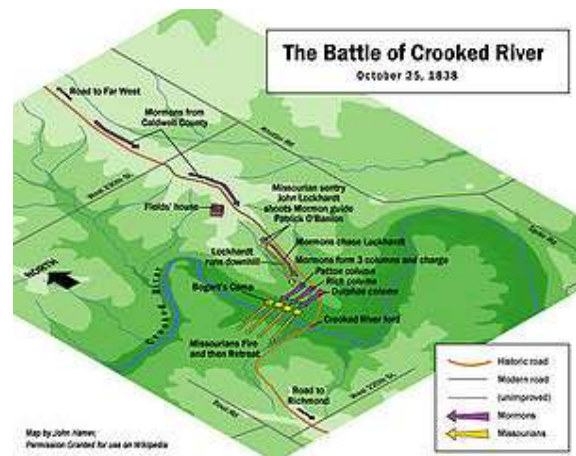 The Battle of Crooked River
October 25, 1838
Road to Far West
Mormons from
Caldwell County
Missourian sentry
John Lockhardt
shoots Mormon guide
Patrick O'Banion
Fields' house
Mormons chase Lockhardt
Lockhardt
runs downhill
Mormons form 3 columns and charge
Patton column
Rich column
Durphee column
NORTH
Bogart's Camp
Crooked River
Crooked River ford
Missourians Fire
and then Retreat
Road to
Richmond
Historic road
Modern road
(unimproved)
Mormons
Missourians
Map by John Hamer,
Permission Granted for use on Wikipedia